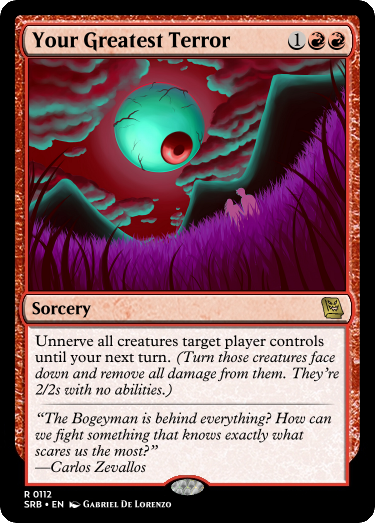 Your Greatest Terror 1
Sorcery
Unnerve all creatures target player controls
until your next turn. (Turn those creatures face
down and remove all damage from them. They're
2/2s with no abilities.)
“The Bogeyman is behind everything? How can
we fight something that knows exactly what
scares us the most?”
—Carlos Zevallos
R 0112
SRB • EN Gabriel De Lorenzo